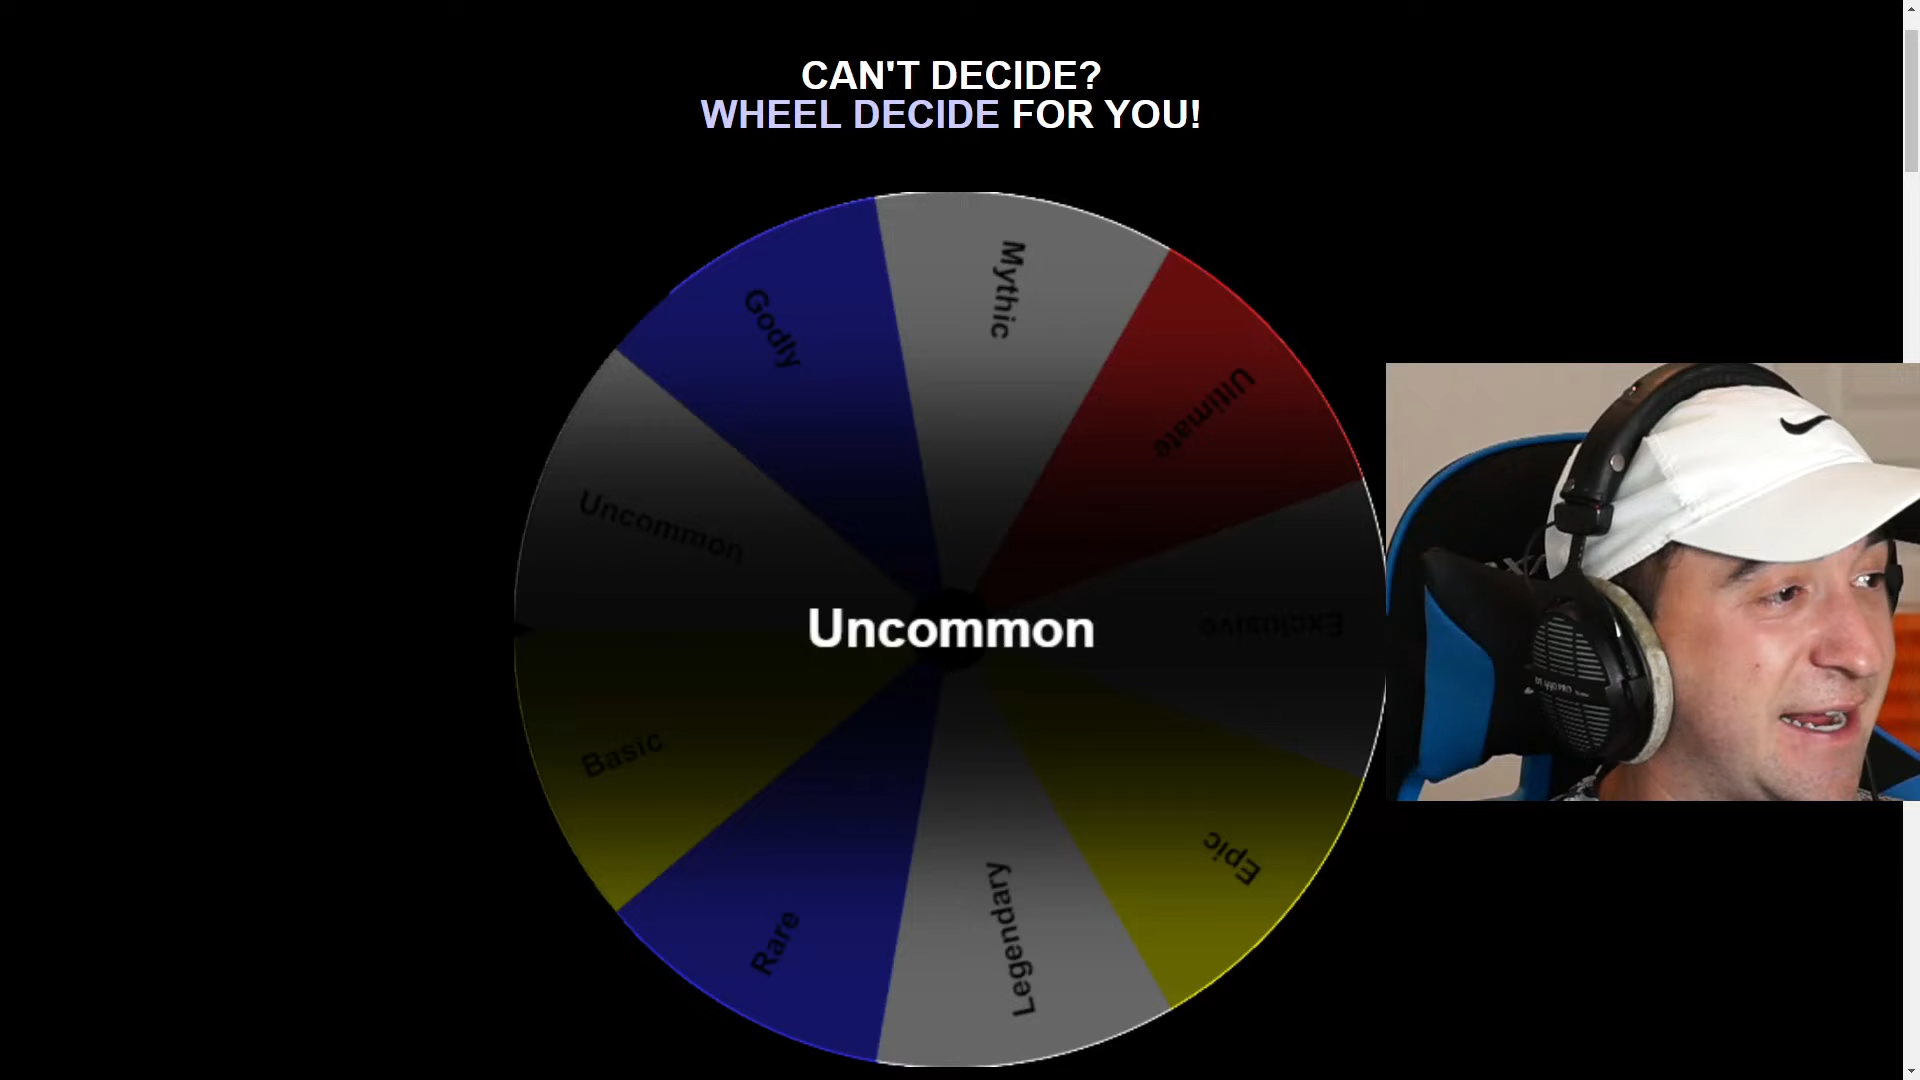 CAN'T DECIDE?
WHEEL DECIDE FOR YOU!
Mythic
Godly
Ultimate
Uncommon
Exclusive
Uncommon
Basic
Epic
Legendary
Rare